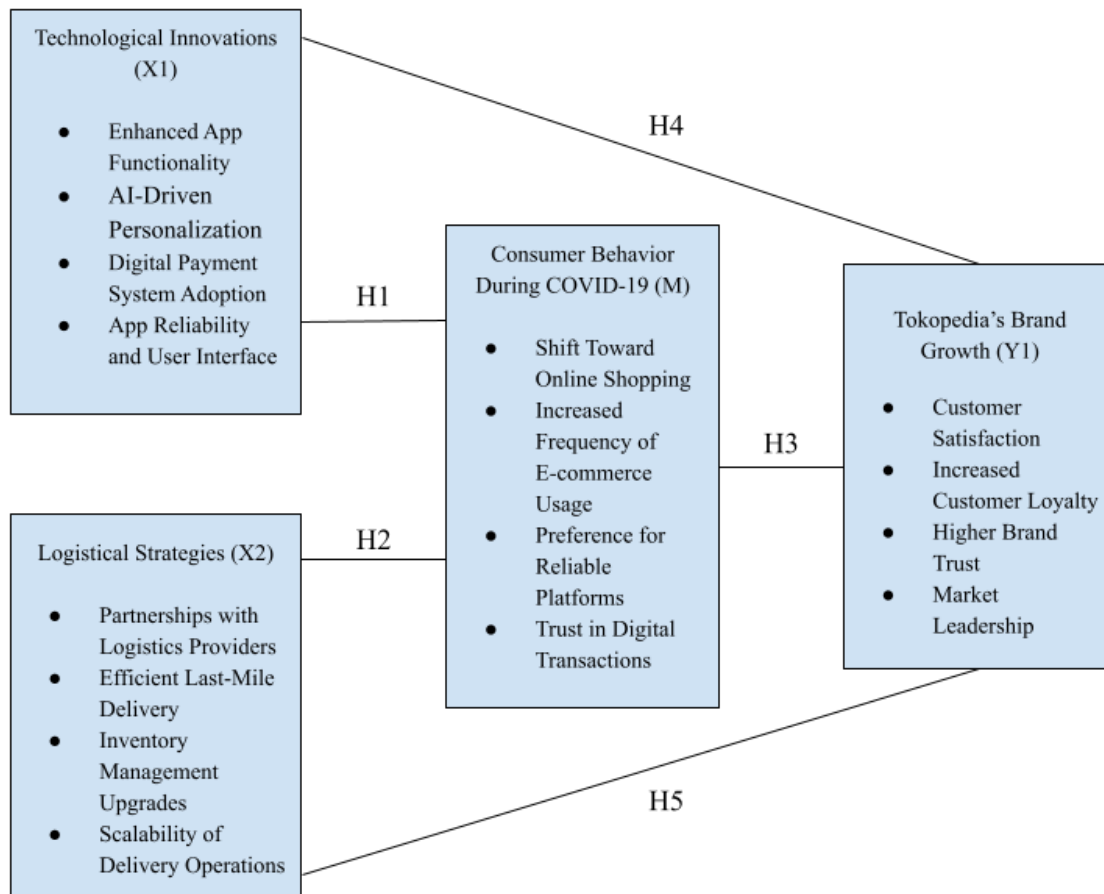 Technological Innovations
(X1)
● Enhanced App
Functionality
● AI-Driven
Personalization
● Digital Payment
System Adoption
● App Reliability
and User Interface
H4
H1
Consumer Behavior
During COVID-19 (M)
● Shift Toward
Online Shopping
● Increased
Frequency of
E-commerce
Usage
● Preference for
Reliable
Platforms
● Trust in Digital
Transactions
H3
Tokopedia's Brand
Growth (Y1)
● Customer
Satisfaction
● Increased
Customer Loyalty
● Higher Brand
Trust
● Market
Leadership
H2
Logistical Strategies (X2)
● Partnerships with
Logistics Providers
● Efficient Last-Mile
Delivery
● Inventory
Management
Upgrades
● Scalability of
Delivery Operations
H5